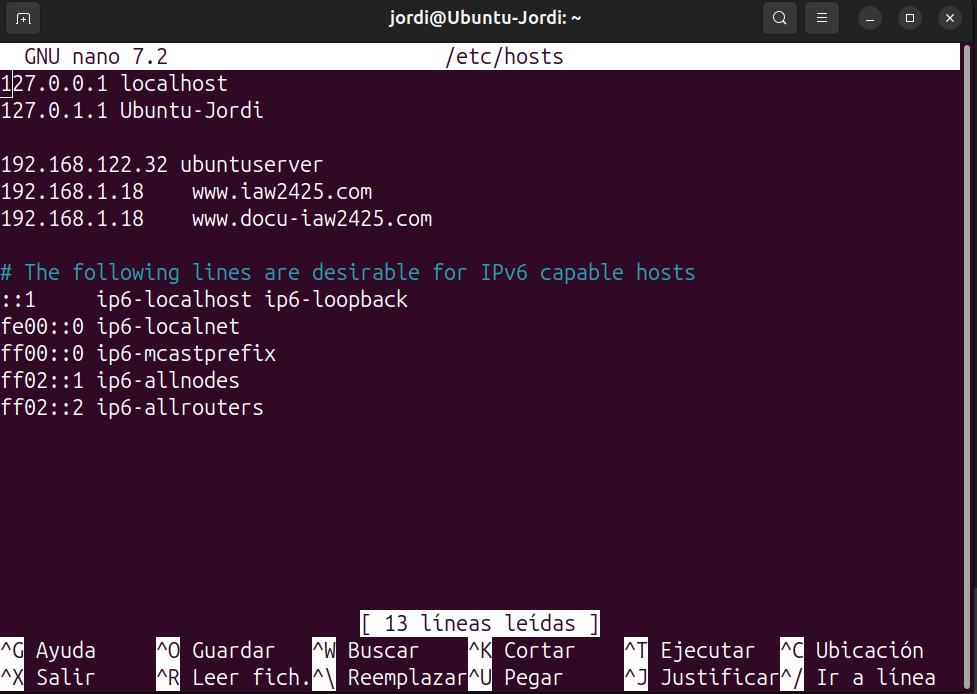 jordi@Ubuntu-Jordi: ~
GNU nano 7.2 /etc/hosts
127.0.0.1 localhost
127.0.1.1 Ubuntu-Jordi
192.168.122.32 ubuntuserver
192.168.1.18    www.iaw2425.com
192.168.1.18    www.docu-iaw2425.com
# The following lines are desirable for IPv6 capable hosts
::1     ip6-localhost ip6-loopback
fe00::0 ip6-localnet
ff00::0 ip6-mcastprefix
ff02::1 ip6-allnodes
ff02::2 ip6-allrouters
[ 13 líneas leídas ]
^G Ayuda ^O Guardar ^W Buscar ^K Cortar ^T Ejecutar ^C Ubicación
^X Salir ^R Leer fich. ^\ Reemplazar ^U Pegar ^J Justificar ^/ Ir a línea